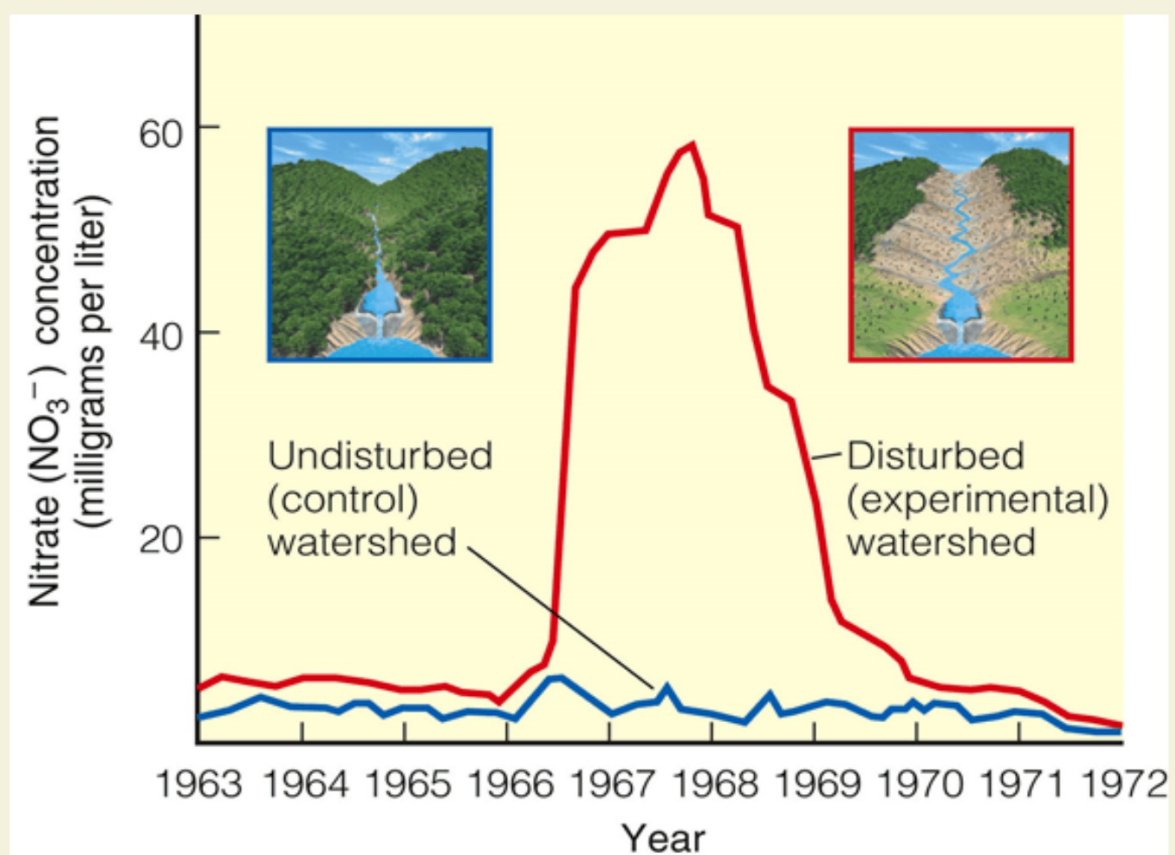 Nitrate (NO₃⁻) concentration
(milligrams per liter)
60
40
20
Undisturbed
(control)
watershed
Disturbed
(experimental)
watershed
1963 1964 1965 1966 1967 1968 1969 1970 1971 1972
Year